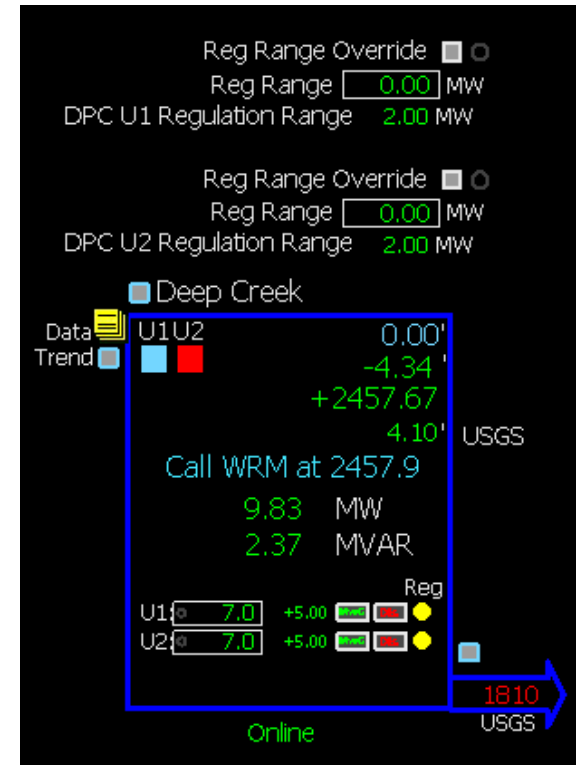 Reg Range Override
Reg Range 0.00 MW
DPC U1 Regulation Range 2.00 MW
Reg Range Override
Reg Range 0.00 MW
DPC U2 Regulation Range 2.00 MW
Deep Creek
Data
Trend
U1 U2 0.00'
-4.34 '
+2457.67
4.10' USGS
Call WRM at 2457.9
9.83 MW
2.37 MVAR
Reg
U1: 7.0 +5.00
U2: 7.0 +5.00
1810
USGS
Online